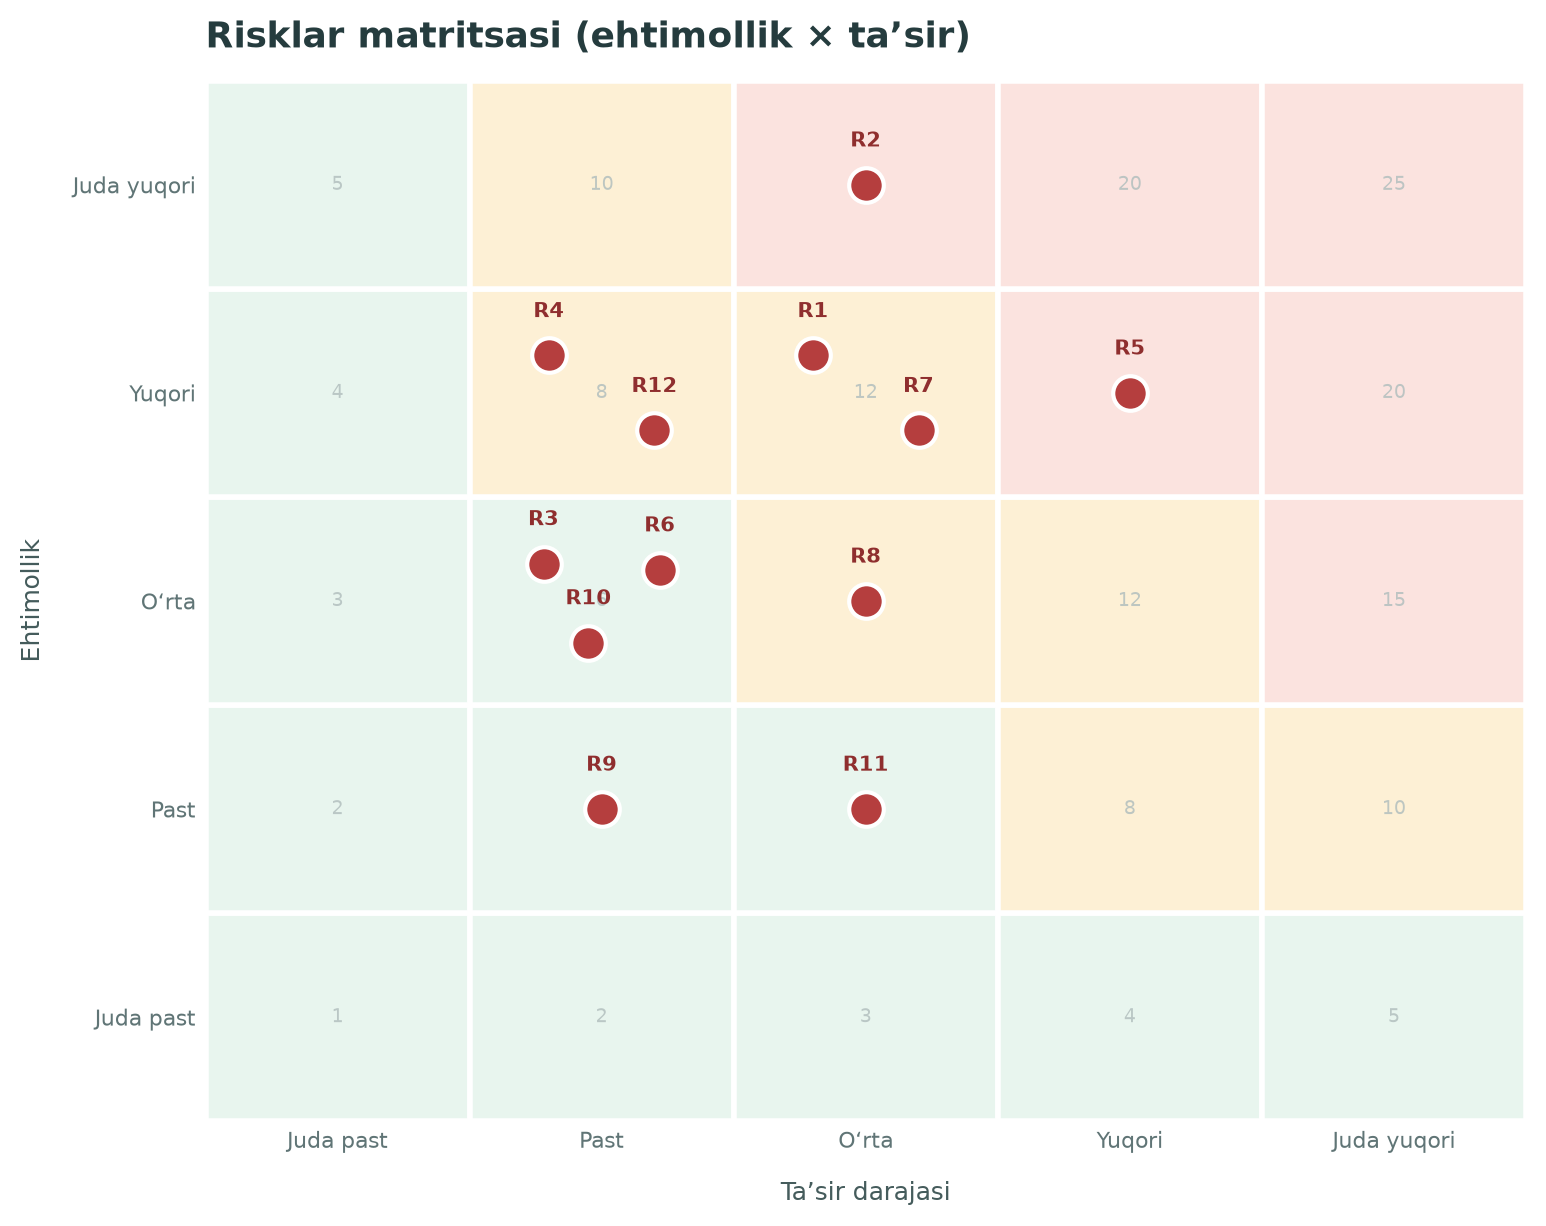 Risklar matritsasi (ehtimollik × ta’sir)
R2
Juda yuqori 5 10 20 25
R4 R1
R5
R12 R7
Yuqori 4 8 12 20
R3 R6
R8
R10
O‘rta 3 12 15
R9 R11
Past 2 8 10
Juda past 1 2 3 4 5
Juda past Past O‘rta Yuqori Juda yuqori
Ta’sir darajasi
Ehtimollik